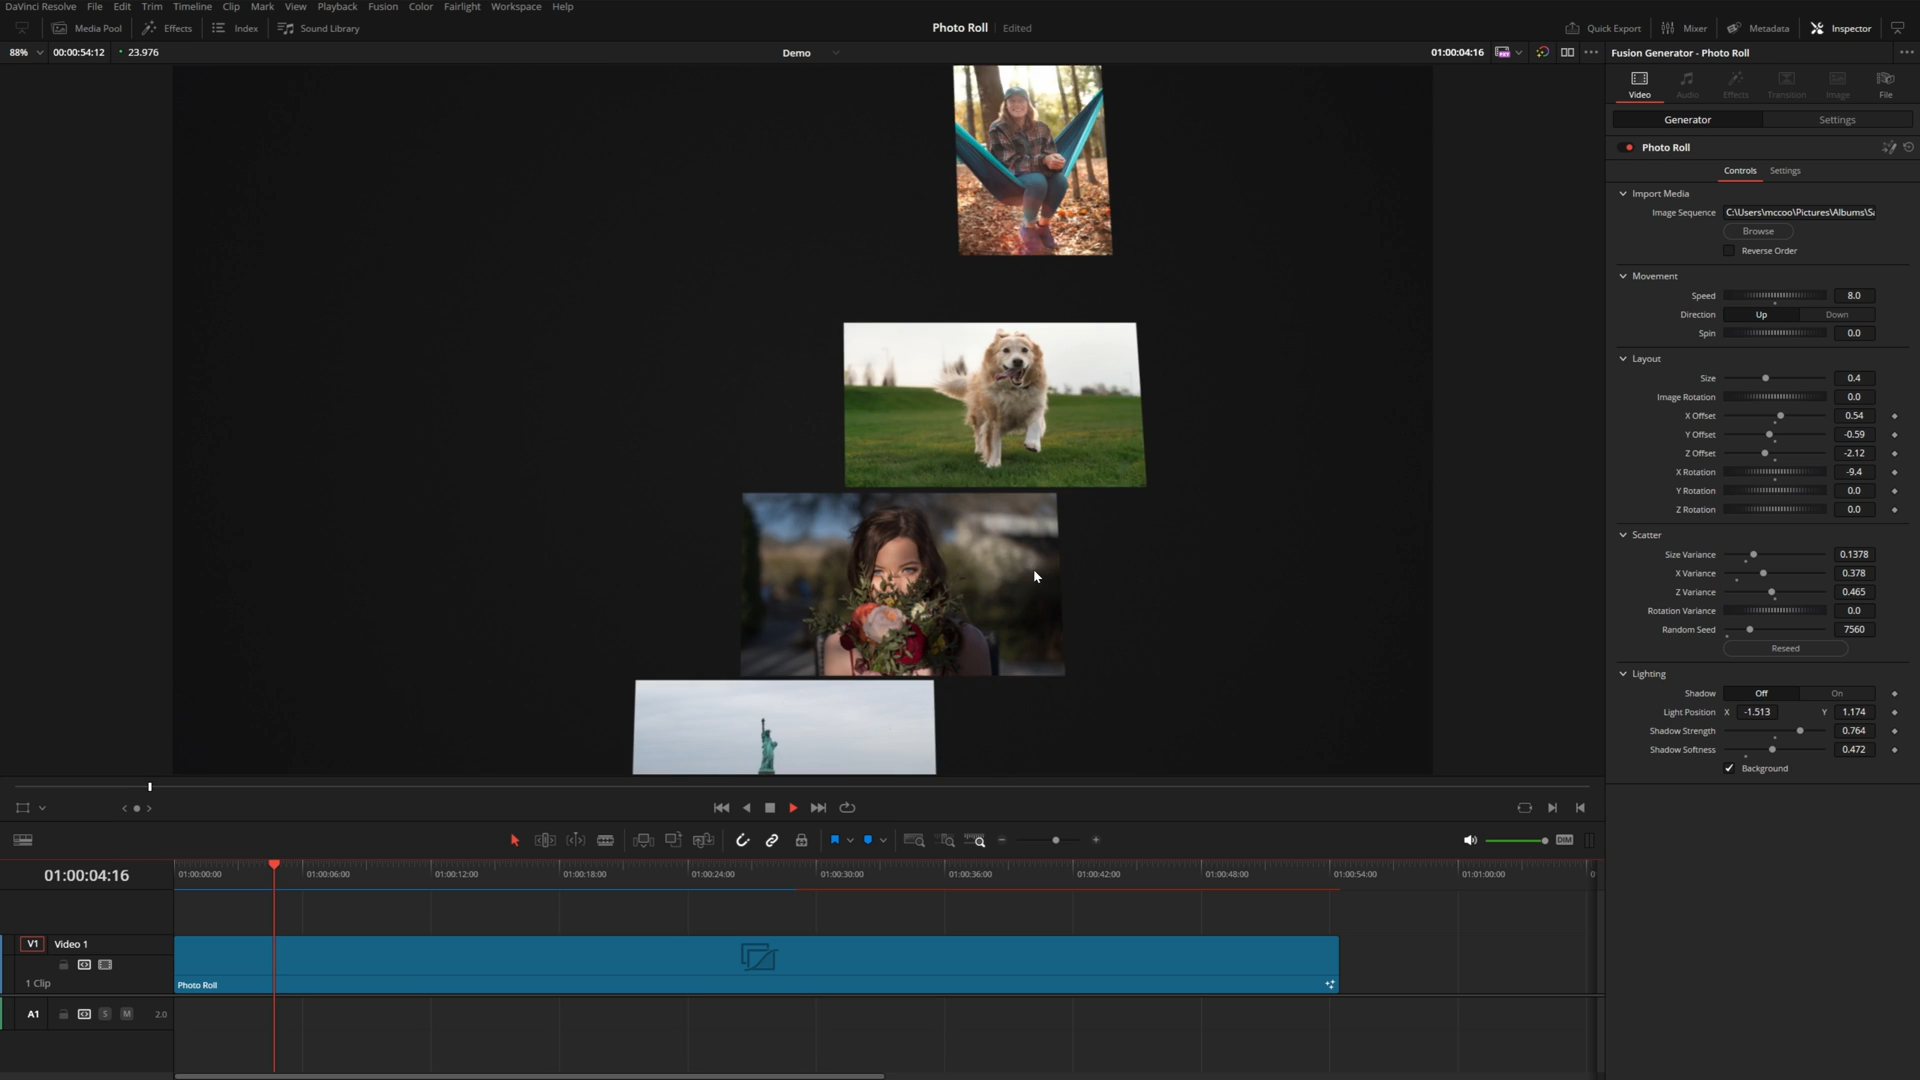 DaVinci Resolve File Edit Trim Timeline Clip Mark View Playback Fusion Color Fairlight Workspace Help
Media Pool Effects Index Sound Library Photo Roll Edited Quick Export Mixer Metadata Inspector
88% 00:00:54:12 23.976 Demo 01:00:04:16 Fusion Generator - Photo Roll
Video Audio Effects Transition Image File
Generator Settings
Photo Roll
Controls Settings
Import Media
Image Sequence C:\Users\mccoo\Pictures\Albums\Sa
Browse
Reverse Order
Movement
Speed 8.0
Direction Up Down
Spin 0.0
Layout
Size 0.4
Image Rotation 0.0
X Offset 0.54
Y Offset -0.59
Z Offset -2.12
X Rotation -9.4
Y Rotation 0.0
Z Rotation 0.0
Scatter
Size Variance 0.1378
X Variance 0.378
Z Variance 0.465
Rotation Variance 0.0
Random Seed 7560
Reseed
Lighting
Shadow Off On
Light Position X -1.513 Y 1.174
Shadow Strength 0.764
Shadow Softness 0.472
Background
DIM
01:00:04:16 01:00:00:00 01:00:06:00 01:00:12:00 01:00:18:00 01:00:24:00 01:00:30:00 01:00:36:00 01:00:42:00 01:00:48:00 01:00:54:00 01:01:00:00 0
V1 Video 1
1 Clip Photo Roll
A1 S M 2.0